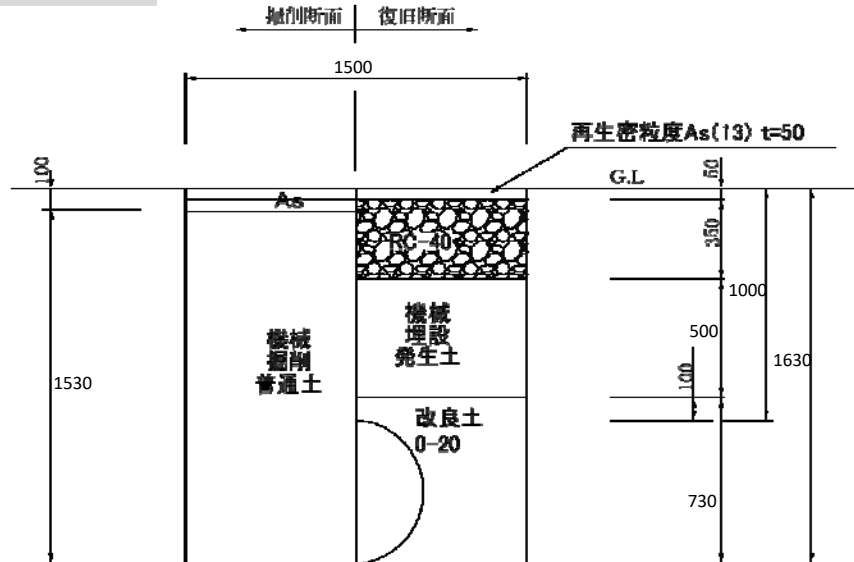 掘削断面 復旧断面
1500
再生密粒度As(13) t=50
100
G.L
50
As
RC-40
350
1000
機械
掘削
普通土
機械
埋設
発生土
500
1630
100
1530
改良土
0-20
730